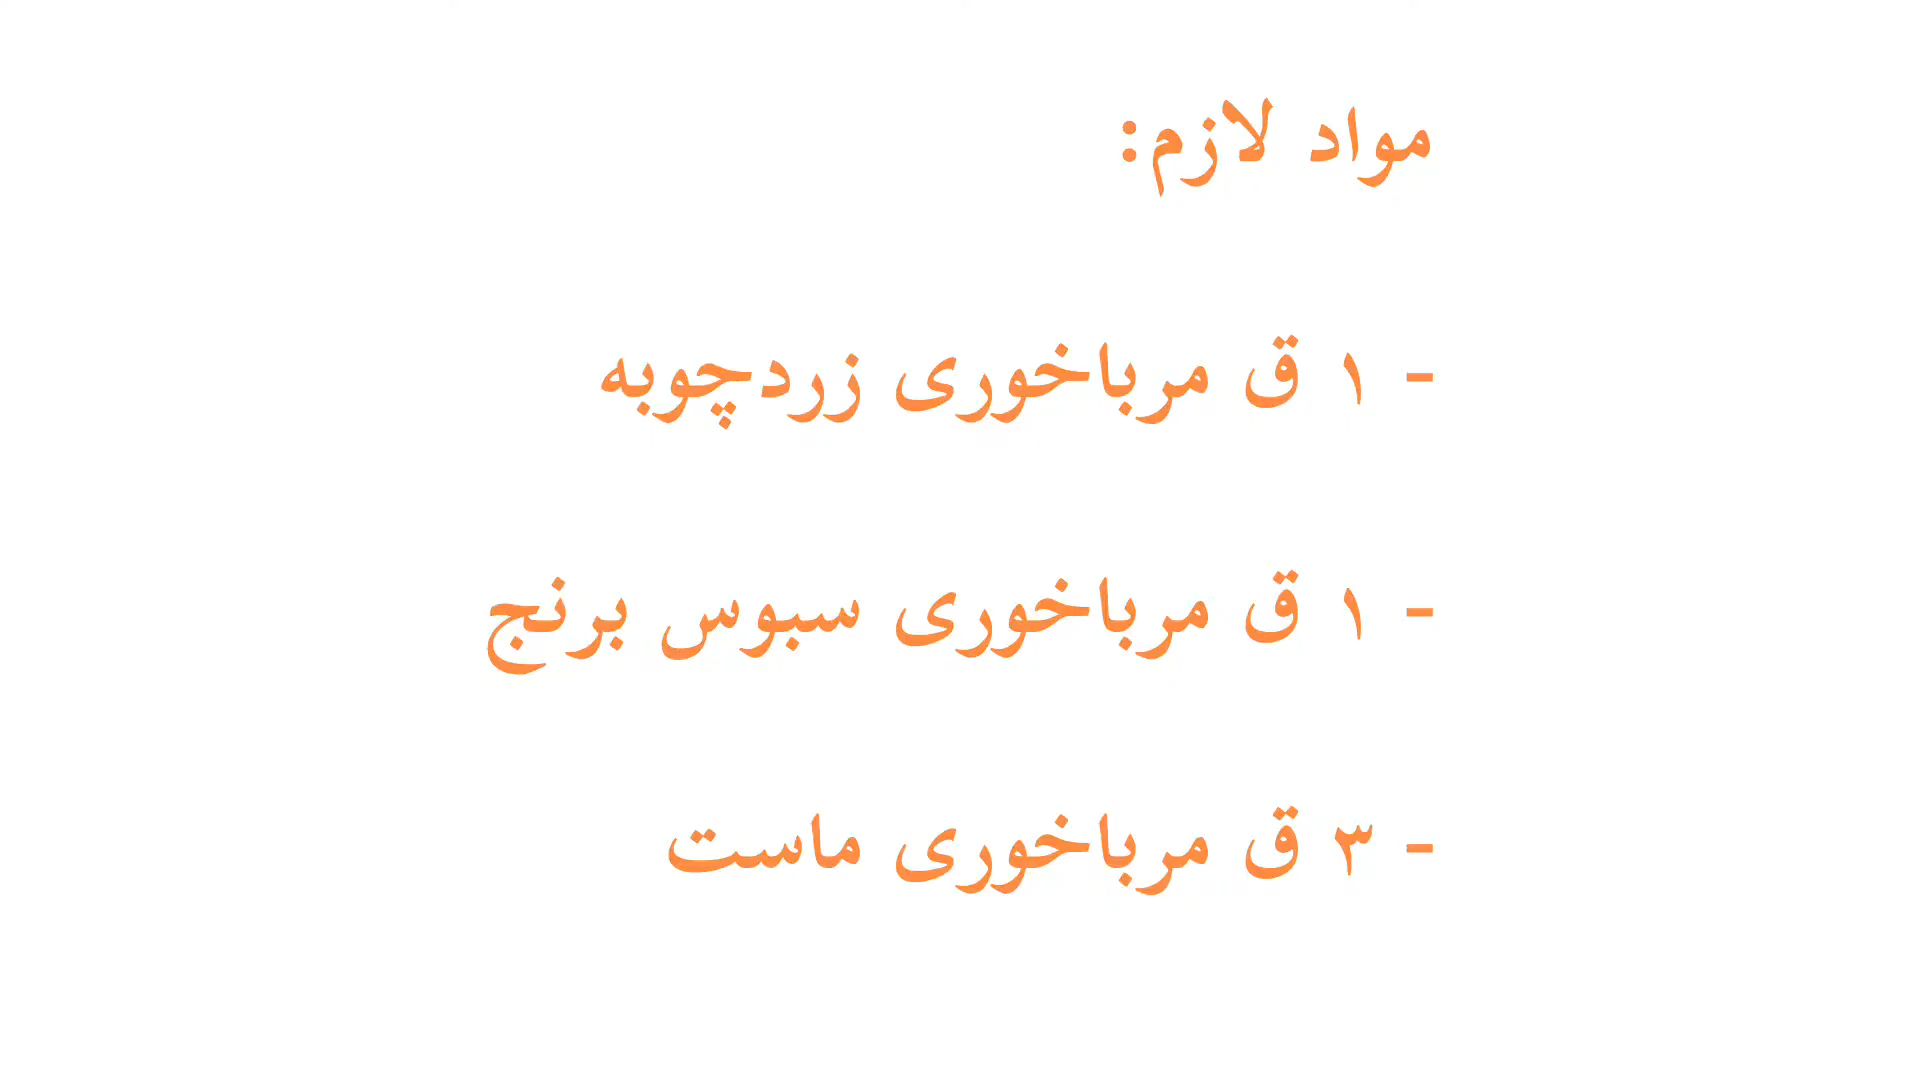 مواد لازم:
- ۱ ق مرباخوری زردچوبه
- ۱ ق مرباخوری سبوس برنج
- ۳ ق مرباخوری ماست